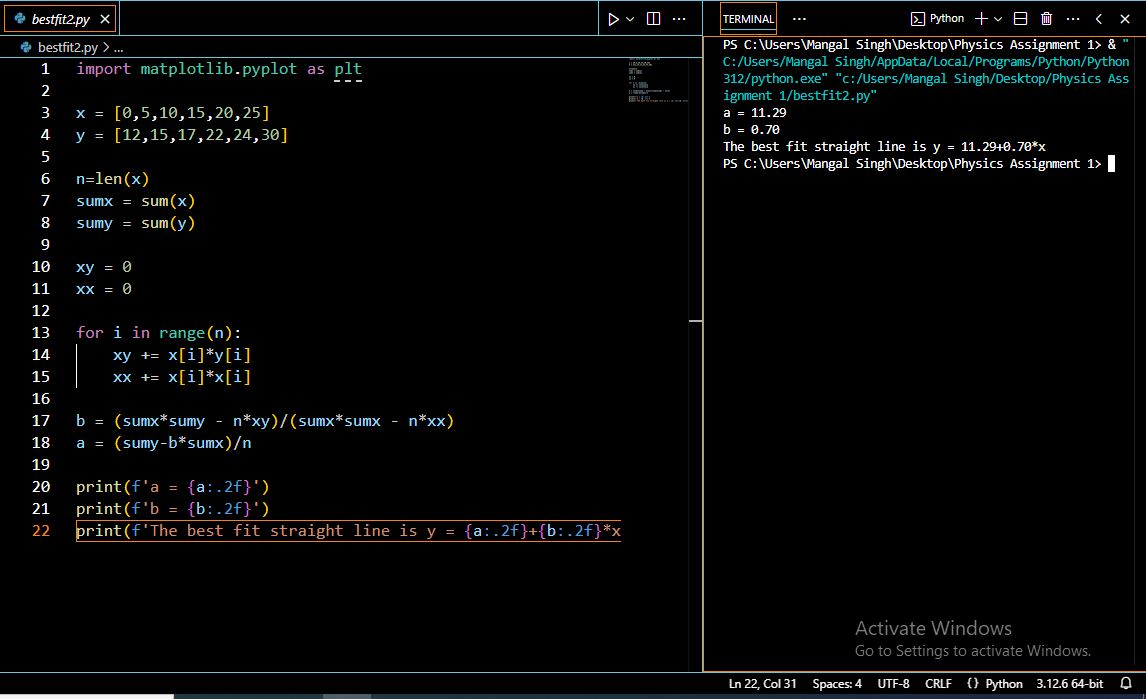 bestfit2.py
bestfit2.py > ...
1 import matplotlib.pyplot as plt
2
3 x = [0,5,10,15,20,25]
4 y = [12,15,17,22,24,30]
5
6 n=len(x)
7 sumx = sum(x)
8 sumy = sum(y)
9
10 xy = 0
11 xx = 0
12
13 for i in range(n):
14     xy += x[i]*y[i]
15     xx += x[i]*x[i]
16
17 b = (sumx*sumy - n*xy)/(sumx*sumx - n*xx)
18 a = (sumy-b*sumx)/n
19
20 print(f'a = {a:.2f}')
21 print(f'b = {b:.2f}')
22 print(f'The best fit straight line is y = {a:.2f}+{b:.2f}*x
TERMINAL ... Python
PS C:\Users\Mangal Singh\Desktop\Physics Assignment 1> & "
C:/Users/Mangal Singh/AppData/Local/Programs/Python/Python
312/python.exe" "c:/Users/Mangal Singh/Desktop/Physics Ass
ignment 1/bestfit2.py"
a = 11.29
b = 0.70
The best fit straight line is y = 11.29+0.70*x
PS C:\Users\Mangal Singh\Desktop\Physics Assignment 1>
Activate Windows
Go to Settings to activate Windows.
Ln 22, Col 31 Spaces: 4 UTF-8 CRLF {} Python 3.12.6 64-bit